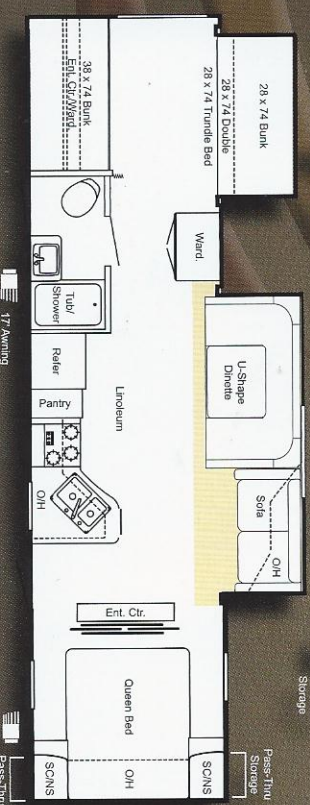 28 x 74 Bunk
28 x 74 Double
28 x 74 Trundle Bed
38 x 74 Bunk
Ent. Ctr./Ward.
Ward.
Tub/
Shower
17' Awning
U-Shape
Dinette
Refer
Linoleum
Pantry
Sofa
O/H
O/H
Ent. Ctr.
Storage
Queen Bed
O/H
Pass-Thru
Storage
SC/NS
SC/NS
Pass-Thru